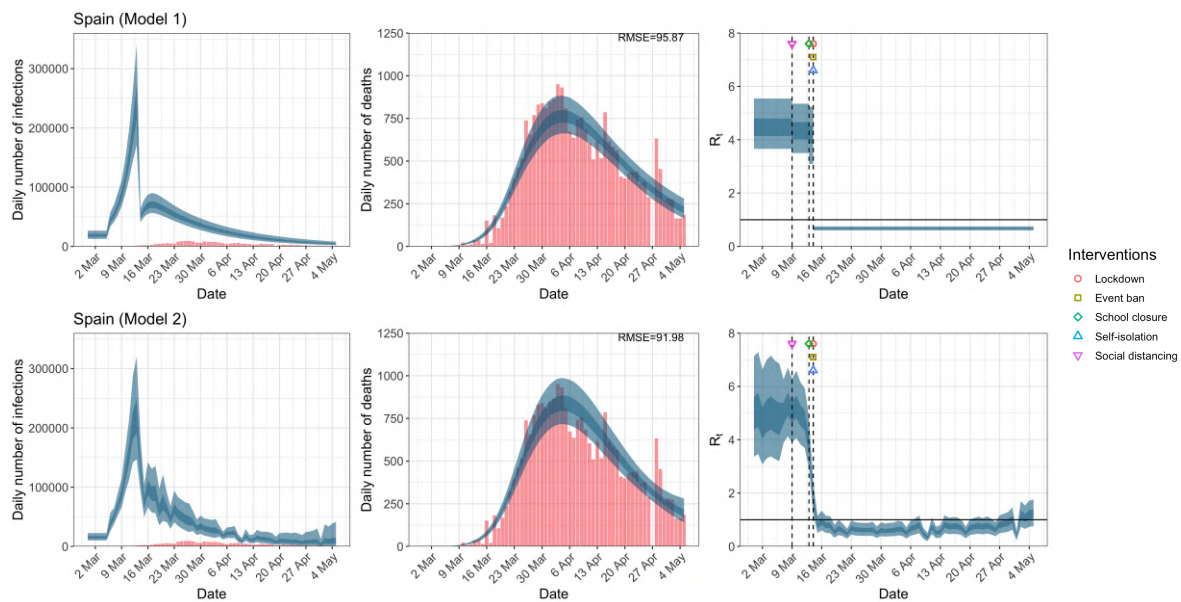 Spain (Model 1)
Daily number of infections
300000
200000
100000
0
2 Mar
9 Mar
16 Mar
23 Mar
30 Mar
6 Apr
13 Apr
20 Apr
27 Apr
4 May
Date
Daily number of deaths
RMSE=95.87
1250
1000
750
500
250
0
2 Mar
9 Mar
16 Mar
23 Mar
30 Mar
6 Apr
13 Apr
20 Apr
27 Apr
4 May
Date
Rt
8
6
4
2
0
2 Mar
9 Mar
16 Mar
23 Mar
30 Mar
6 Apr
13 Apr
20 Apr
27 Apr
4 May
Date
Interventions
Lockdown
Event ban
School closure
Self-isolation
Social distancing
Spain (Model 2)
Daily number of infections
300000
200000
100000
0
2 Mar
9 Mar
16 Mar
23 Mar
30 Mar
6 Apr
13 Apr
20 Apr
27 Apr
4 May
Date
Daily number of deaths
RMSE=91.98
1250
1000
750
500
250
0
2 Mar
9 Mar
16 Mar
23 Mar
30 Mar
6 Apr
13 Apr
20 Apr
27 Apr
4 May
Date
Rt
8
6
4
2
0
2 Mar
9 Mar
16 Mar
23 Mar
30 Mar
6 Apr
13 Apr
20 Apr
27 Apr
4 May
Date